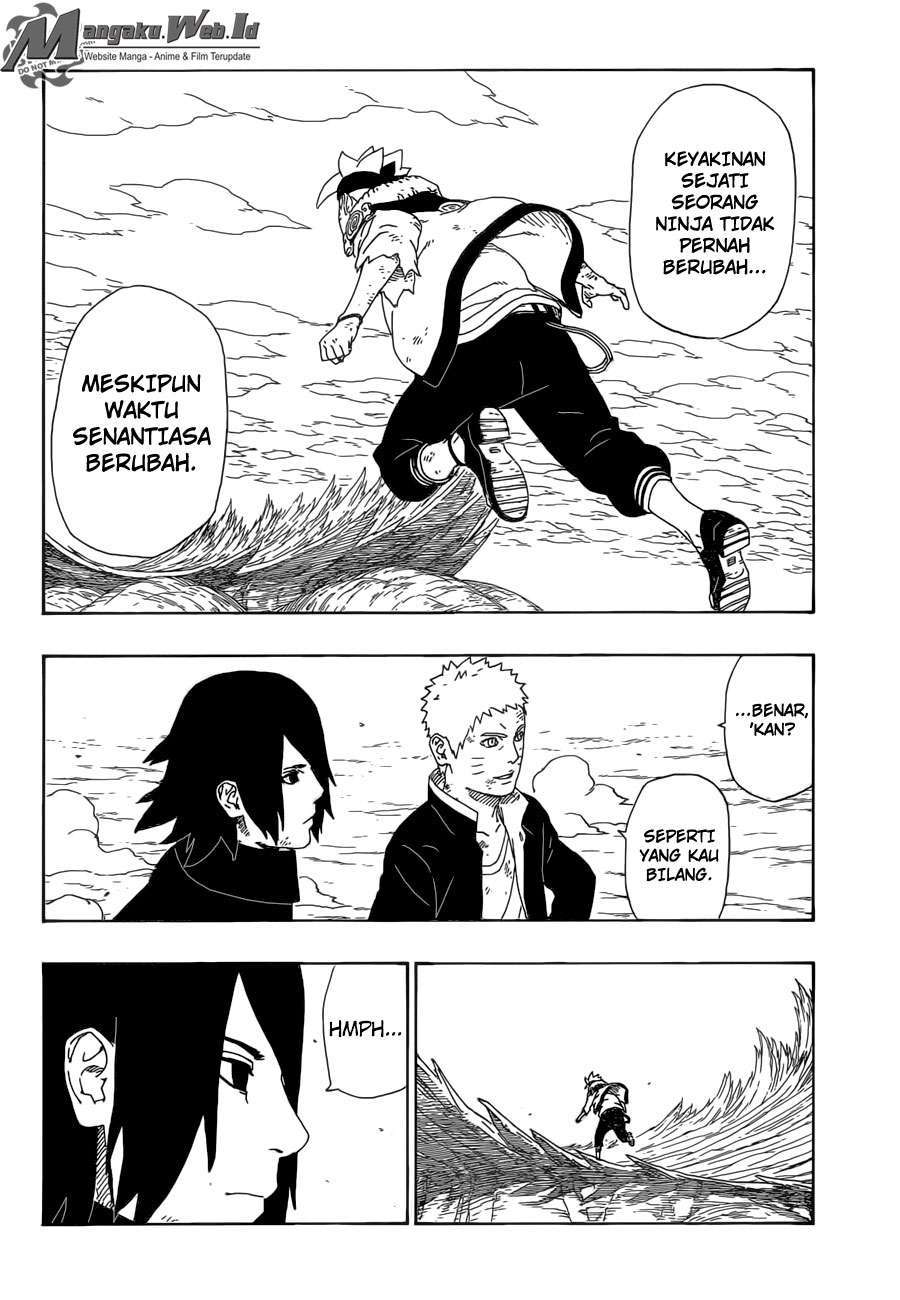 Mangaku.Web.Id
Website Manga - Anime & Film Terupdate
KEYAKINAN
SEJATI
SEORANG
NINJA TIDAK
PERNAH
BERUBAH...
MESKIPUN
WAKTU
SENANTIASA
BERUBAH.
...BENAR,
'KAN?
SEPERTI
YANG KAU
BILANG.
HMPH...